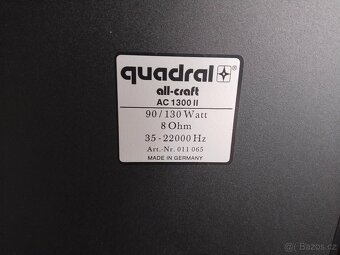 quadral ®
all-craft
AC 1300 II
90/130 Watt
8 Ohm
35-22000 Hz
Art.-Nr. 011 065
MADE IN GERMANY
Bazoš.cz